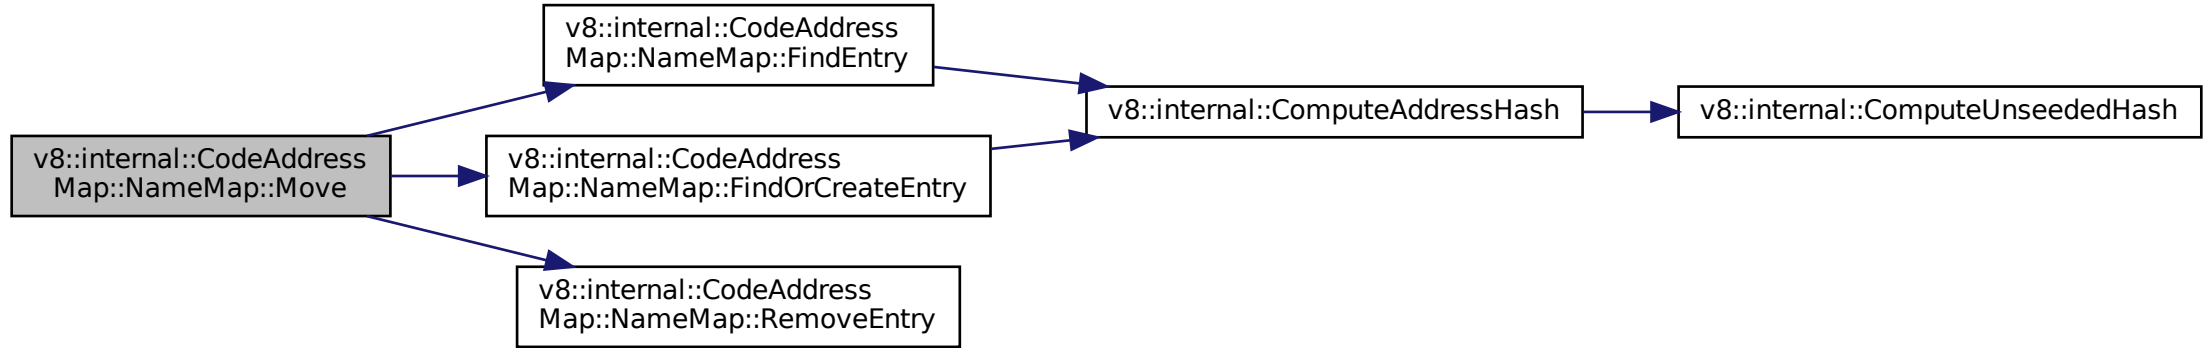 v8::internal::CodeAddress
Map::NameMap::Move
v8::internal::CodeAddress
Map::NameMap::FindEntry
v8::internal::CodeAddress
Map::NameMap::FindOrCreateEntry
v8::internal::CodeAddress
Map::NameMap::RemoveEntry
v8::internal::ComputeAddressHash
v8::internal::ComputeUnseededHash